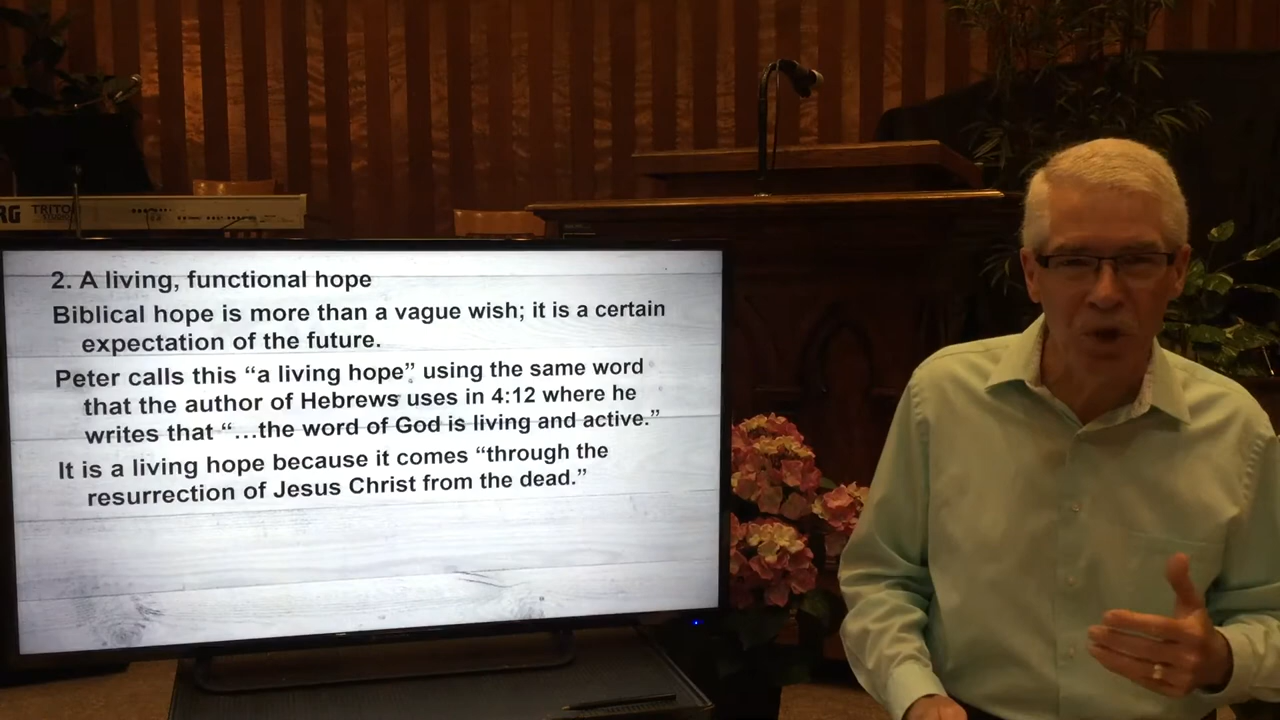 RG TRITO
STUDIO
2. A living, functional hope
Biblical hope is more than a vague wish; it is a certain
expectation of the future.
Peter calls this “a living hope” using the same word
that the author of Hebrews uses in 4:12 where he
writes that “…the word of God is living and active.”
It is a living hope because it comes “through the
resurrection of Jesus Christ from the dead.”